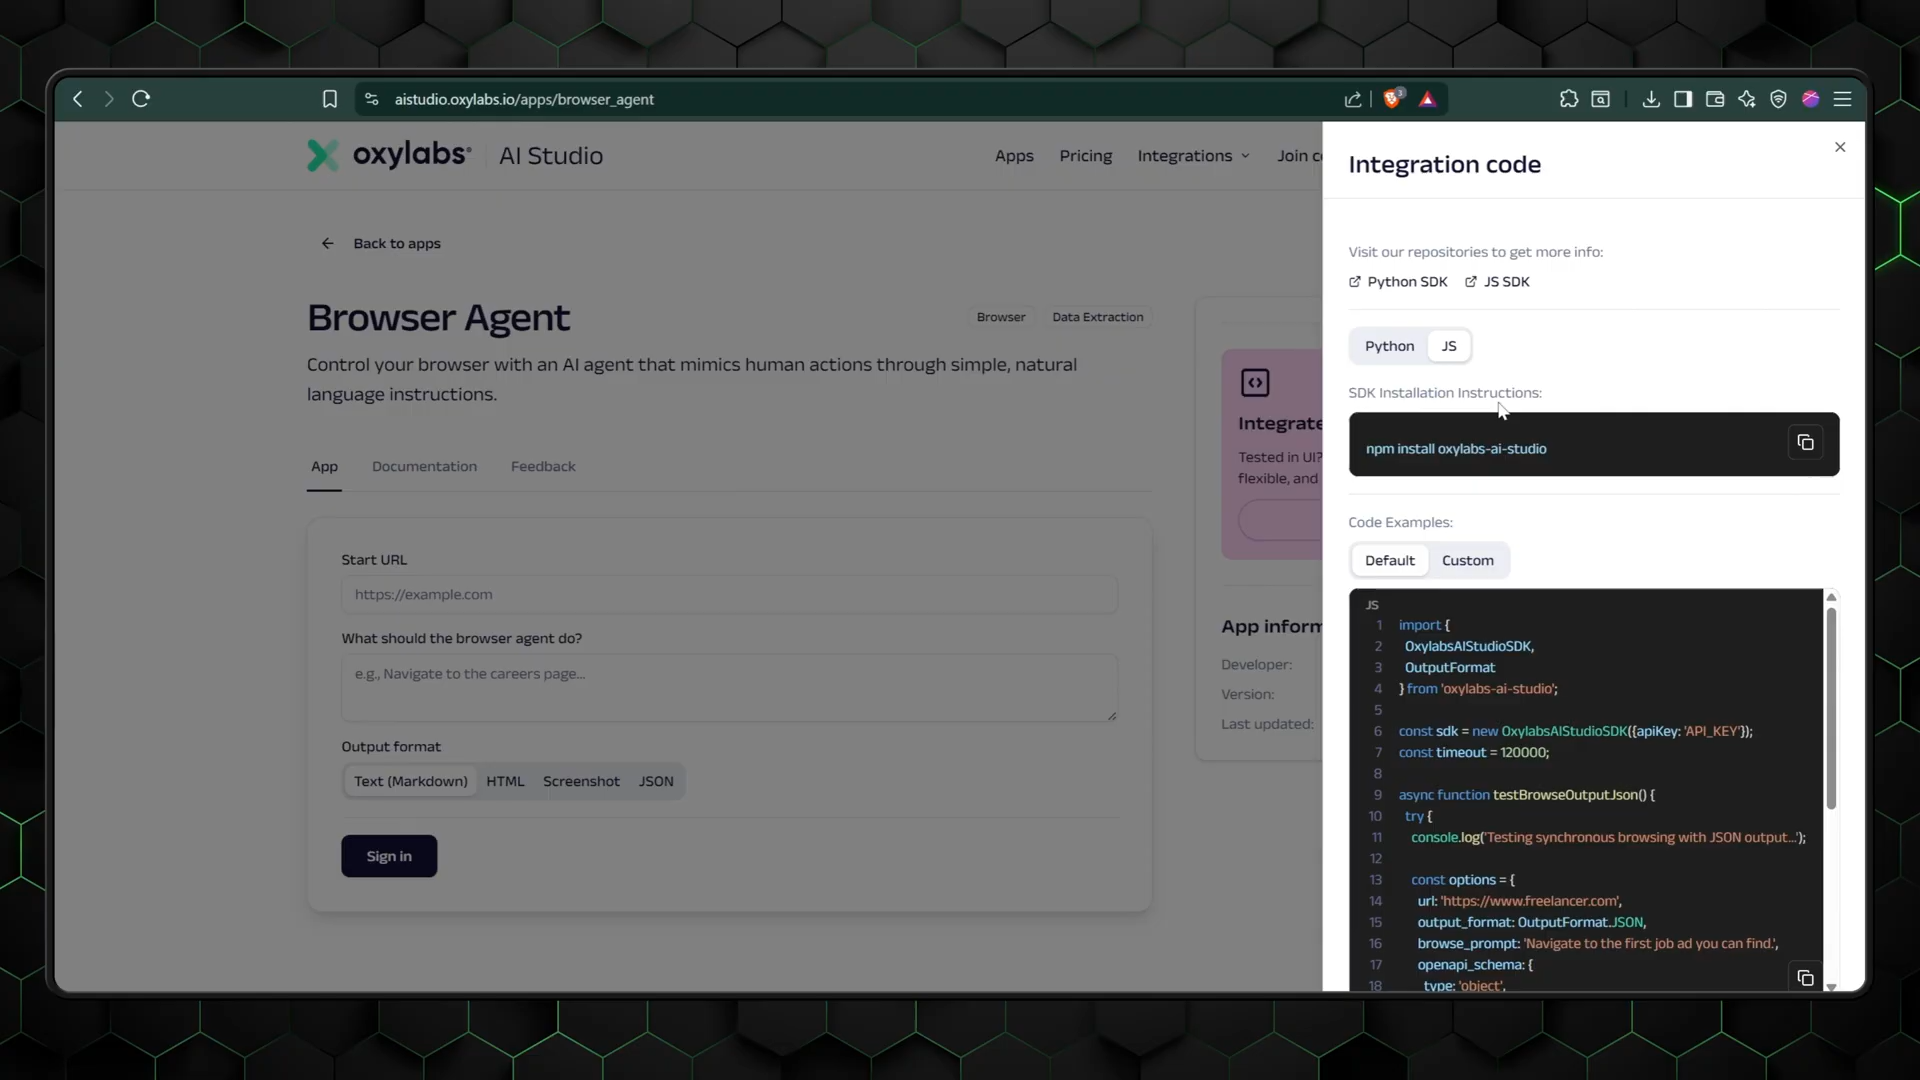 aistudio.oxylabs.io/apps/browser_agent
3
oxylabs®
AI Studio
Apps
Pricing
Integrations
Join c
Back to apps
Browser Agent
Browser
Data Extraction
Control your browser with an AI agent that mimics human actions through simple, natural
language instructions.
App
Documentation
Feedback
Start URL
https://example.com
What should the browser agent do?
e.g., Navigate to the careers page...
Output format
Text (Markdown)
HTML
Screenshot
JSON
Sign in
Integrate
Tested in UI?
flexible, and
App inform
Developer:
Version:
Last updated:
Integration code
Visit our repositories to get more info:
Python SDK
JS SDK
Python
JS
SDK Installation Instructions:
npm install oxylabs-ai-studio
Code Examples:
Default
Custom
JS
1 import {
2 OxylabsAIStudioSDK,
3 OutputFormat
4 } from 'oxylabs-ai-studio';
5
6 const sdk = new OxylabsAIStudioSDK({apiKey: 'API_KEY'});
7 const timeout = 120000;
8
9 async function testBrowseOutputJson() {
10 try {
11 console.log('Testing synchronous browsing with JSON output...');
12
13 const options = {
14 url: 'https://www.freelancer.com',
15 output_format: OutputFormat.JSON,
16 browse_prompt: 'Navigate to the first job ad you can find.',
17 openapi_schema: {
18 type: 'object',